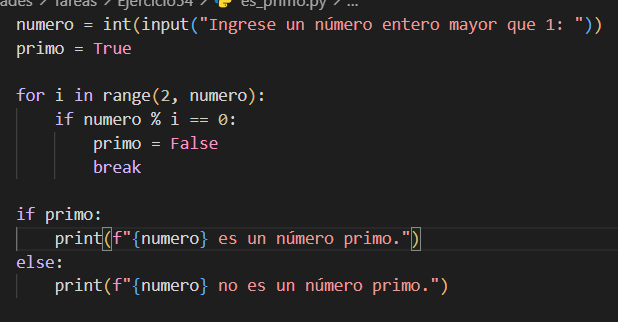 ades > Tareas > Ejercicio54 > es_primo.py > ...
numero = int(input("Ingrese un número entero mayor que 1: "))
primo = True
for i in range(2, numero):
if numero % i == 0:
primo = False
break
if primo:
print(f"{numero} es un número primo.")
else:
print(f"{numero} no es un número primo.")